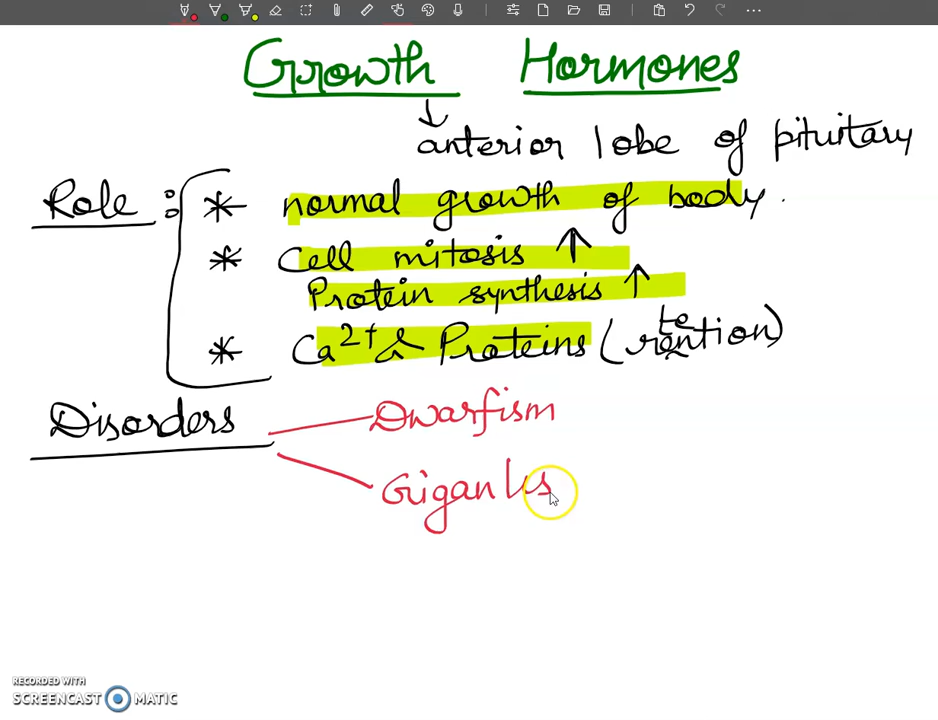 Growth Hormones
↓
anterior lobe of pituitary
Role : * normal growth of body.
* Cell mitosis ↑
Protein synthesis ↑
* Ca2+ & Proteins (retention)
Disorders
Dwarfism
Gigantis
RECORDED WITH
SCREENCAST MATIC